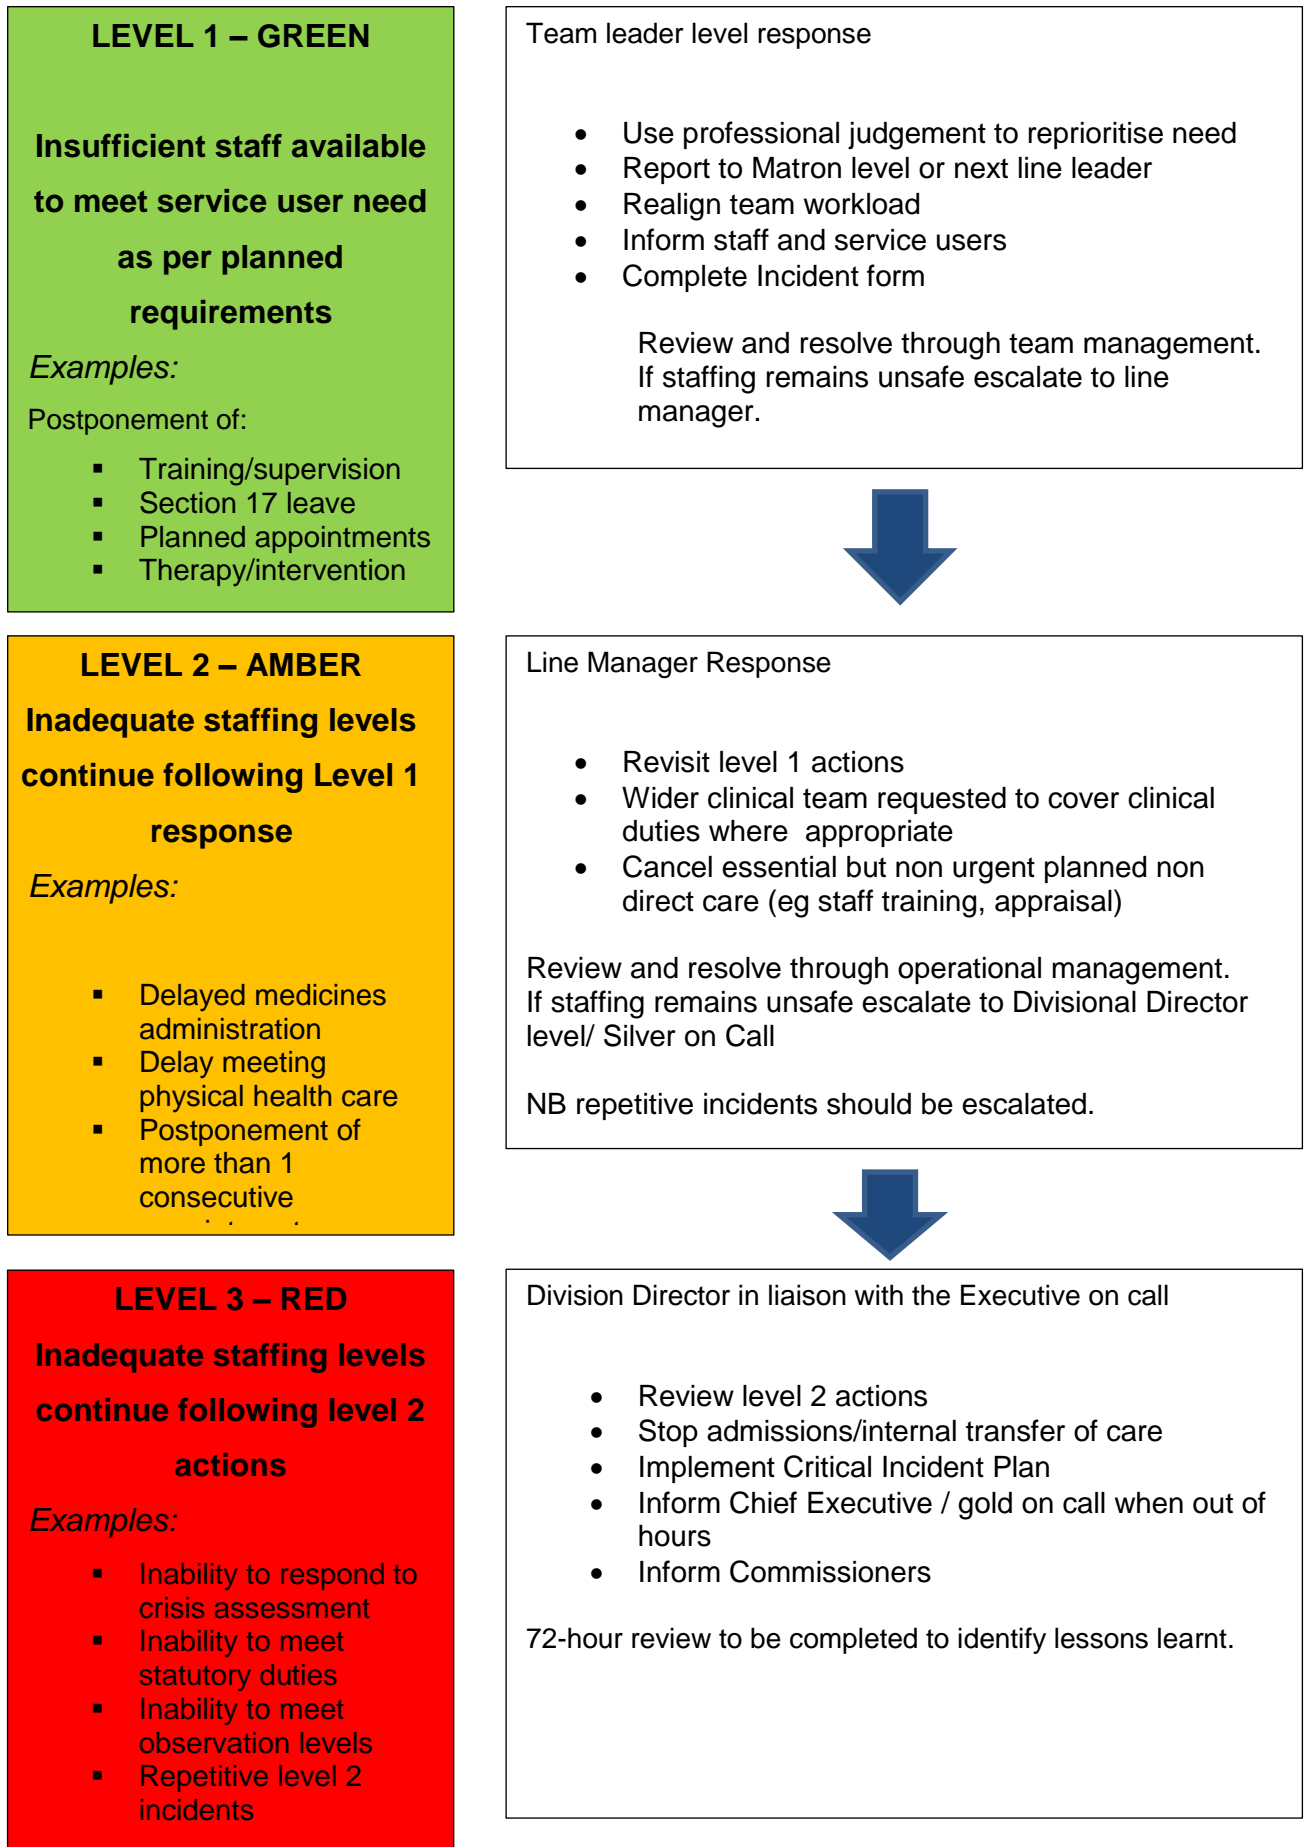 LEVEL 1 – GREEN
Insufficient staff available
to meet service user need
as per planned
requirements
Examples:
Postponement of:
▪ Training/supervision
▪ Section 17 leave
▪ Planned appointments
▪ Therapy/intervention
Team leader level response
• Use professional judgement to reprioritise need
• Report to Matron level or next line leader
• Realign team workload
• Inform staff and service users
• Complete Incident form
Review and resolve through team management.
If staffing remains unsafe escalate to line
manager.
LEVEL 2 – AMBER
Inadequate staffing levels
continue following Level 1
response
Examples:
▪ Delayed medicines
administration
▪ Delay meeting
physical health care
▪ Postponement of
more than 1
consecutive
Line Manager Response
• Revisit level 1 actions
• Wider clinical team requested to cover clinical
duties where appropriate
• Cancel essential but non urgent planned non
direct care (eg staff training, appraisal)
Review and resolve through operational management.
If staffing remains unsafe escalate to Divisional Director
level/ Silver on Call
NB repetitive incidents should be escalated.
LEVEL 3 – RED
Inadequate staffing levels
continue following level 2
actions
Examples:
▪ Inability to respond to
crisis assessment
▪ Inability to meet
statutory duties
▪ Inability to meet
observation levels
▪ Repetitive level 2
incidents
Division Director in liaison with the Executive on call
• Review level 2 actions
• Stop admissions/internal transfer of care
• Implement Critical Incident Plan
• Inform Chief Executive / gold on call when out of
hours
• Inform Commissioners
72-hour review to be completed to identify lessons learnt.